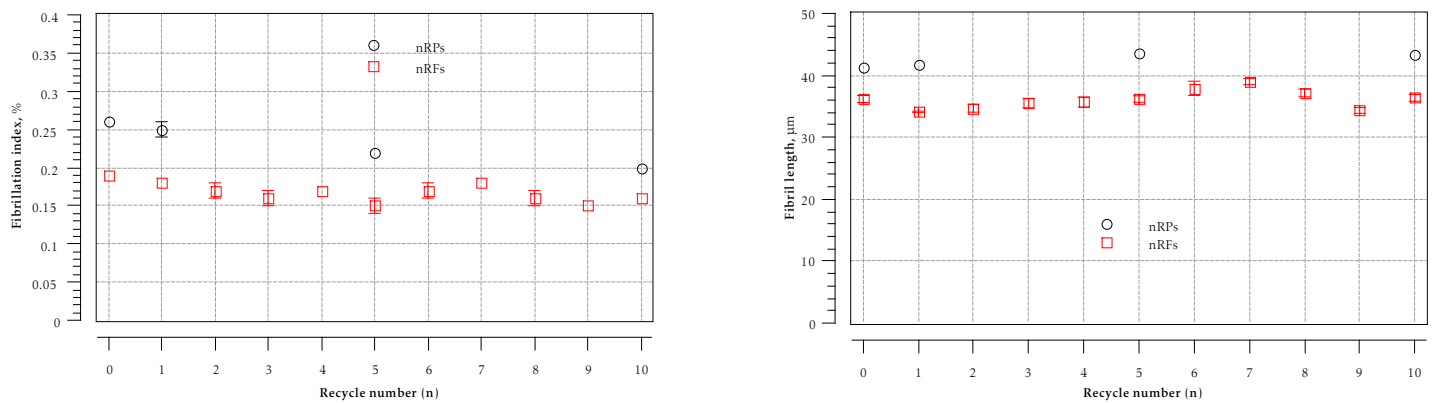 0.4
0.35
0.3
0.25
0.2
0.15
0.1
0.05
0
Fibrillation index, %
nRPs
nRFs
0 1 2 3 4 5 6 7 8 9 10
Recycle number (n)
50
40
30
20
10
0
Fibril length, μm
nRPs
nRFs
0 1 2 3 4 5 6 7 8 9 10
Recycle number (n)